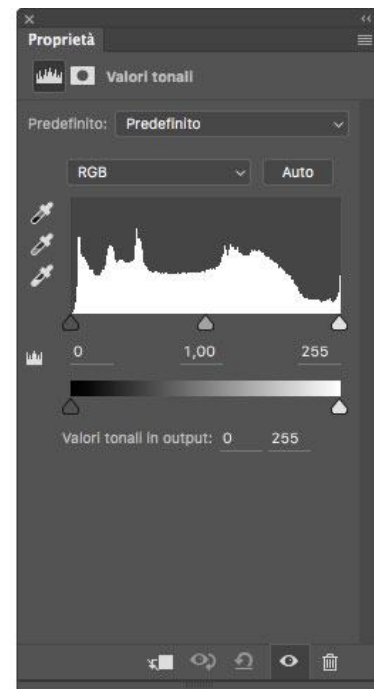 Proprietà
Valori tonali
Predefinito: Predefinito
RGB Auto
0 1,00 255
Valori tonali in output: 0 255